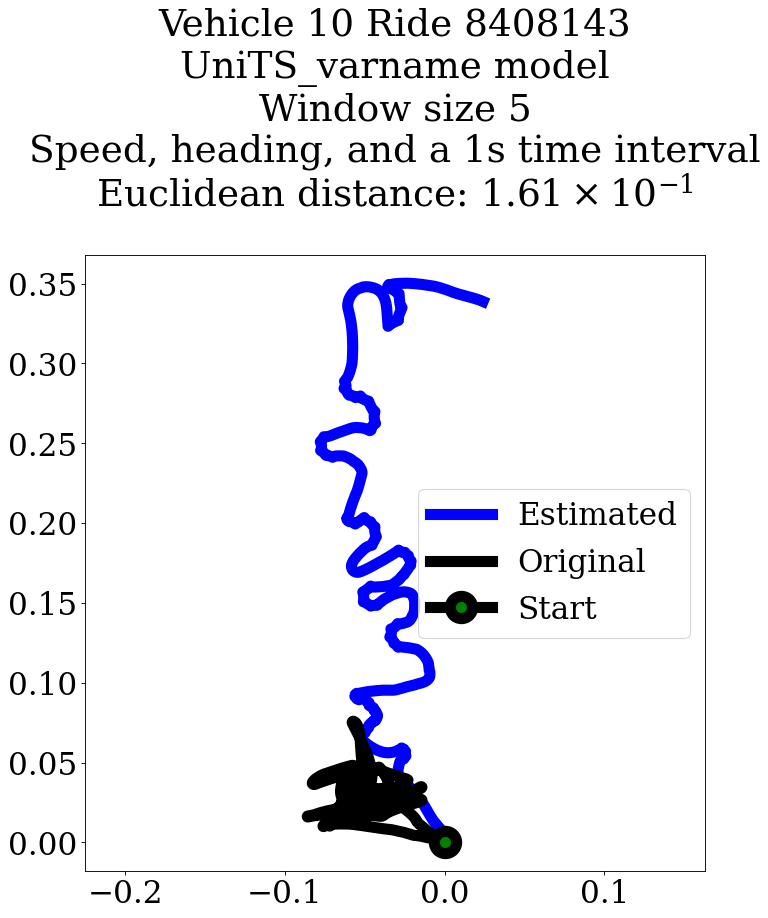 Vehicle 10 Ride 8408143
UniTS_varname model
Window size 5
Speed, heading, and a 1s time interval
Euclidean distance: 1.61 × 10⁻¹
0.35
0.30
0.25
0.20
0.15
0.10
0.05
0.00
Estimated
Original
Start
−0.2
−0.1
0.0
0.1